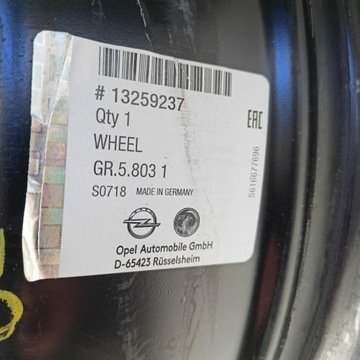 # 13259237
Qty 1
WHEEL
GR.5.803 1
S0718 MADE IN GERMANY
Opel Automobile GmbH
D-65423 Rüsselsheim
EAC
S616677696